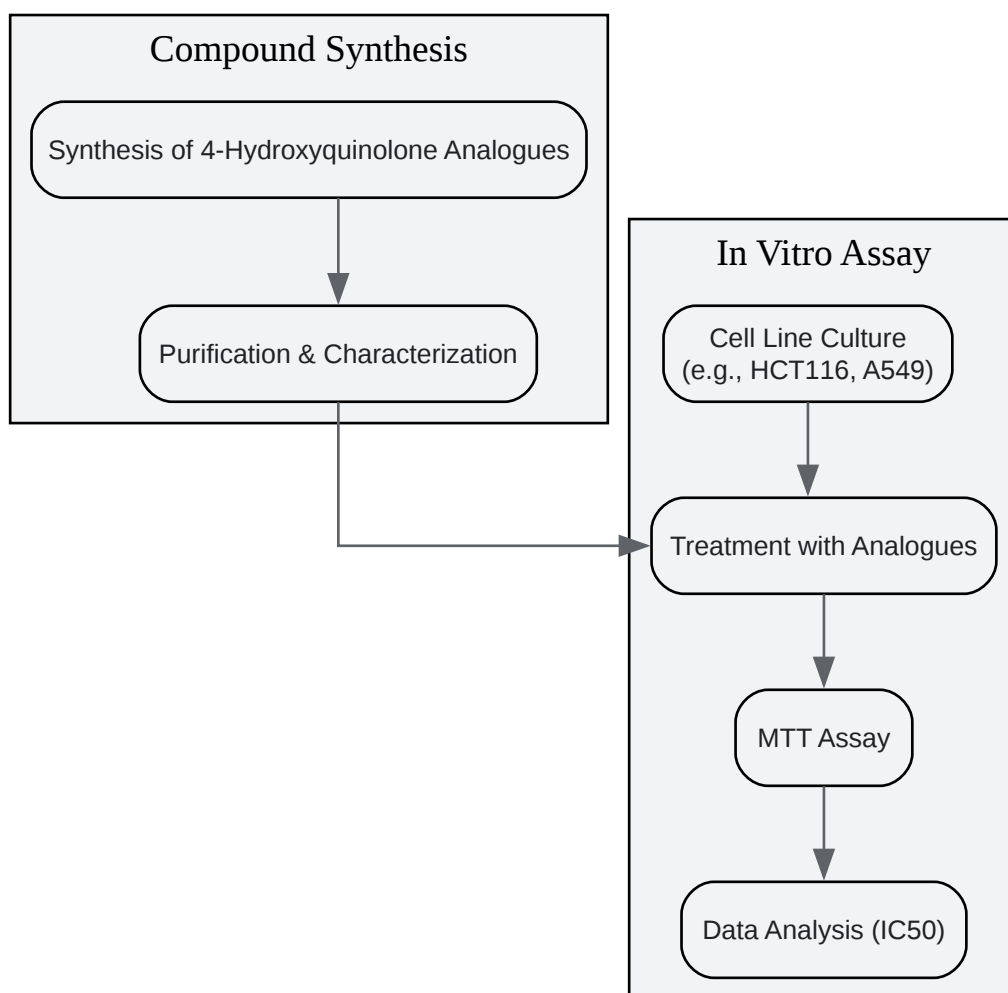 Compound Synthesis
Synthesis of 4-Hydroxyquinolone Analogues
Purification & Characterization
In Vitro Assay
Cell Line Culture
(e.g., HCT116, A549)
Treatment with Analogues
MTT Assay
Data Analysis (IC50)